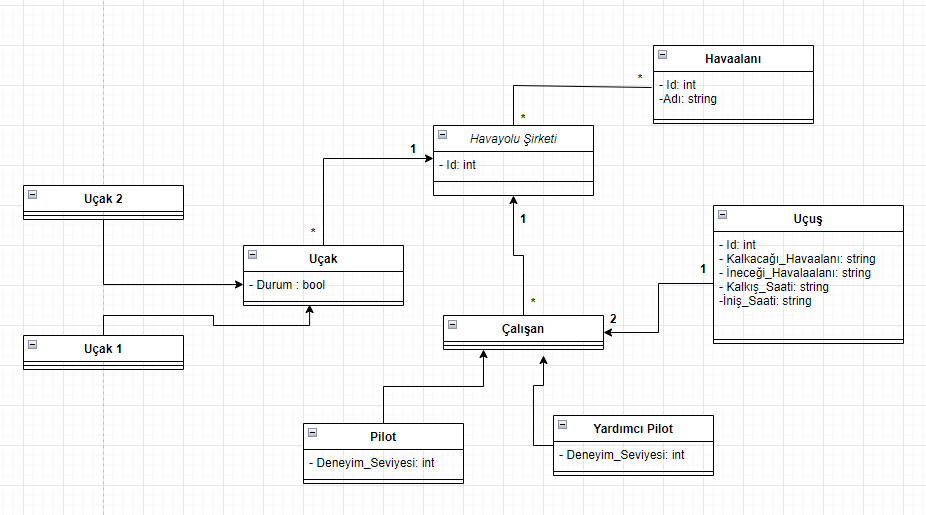 Havaalanı
- Id: int
-Adı: string
*
*
Havayolu Şirketi
- Id: int
1
1
Uçak 2
*
Uçak
- Durum : bool
Uçuş
- Id: int
- Kalkacağı_Havaalanı: string
- İneceği_Havalaalanı: string
- Kalkış_Saati: string
-İniş_Saati: string
1
2
*
Çalışan
Uçak 1
Pilot
- Deneyim_Seviyesi: int
Yardımcı Pilot
- Deneyim_Seviyesi: int